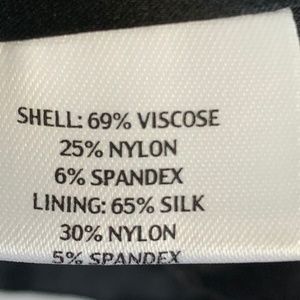 SHELL: 69% VISCOSE
25% NYLON
6% SPANDEX
LINING: 65% SILK
30% NYLON
5% SPANDEX